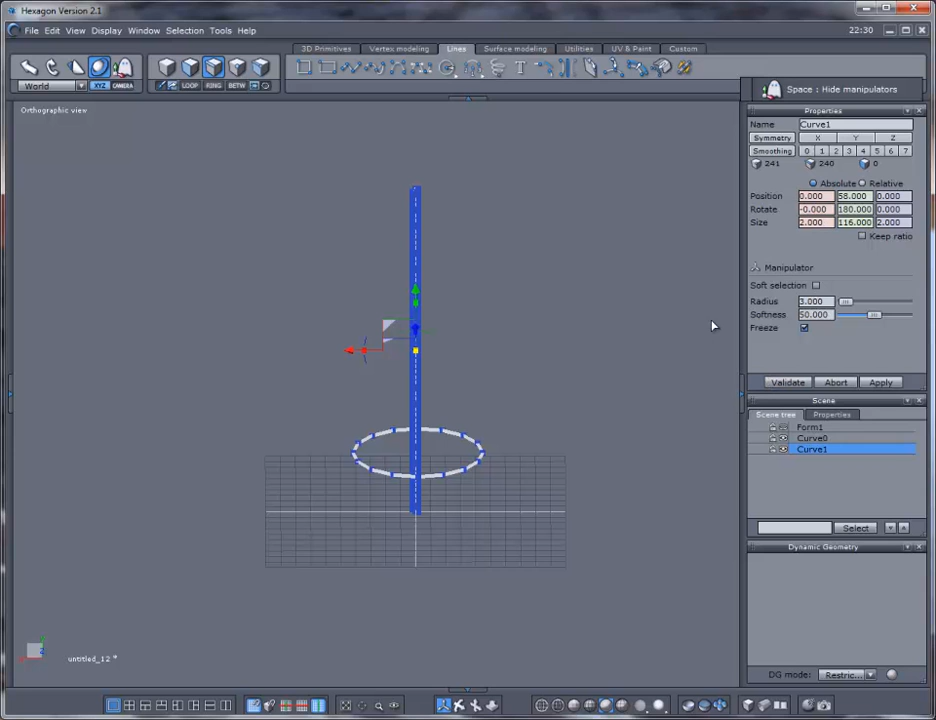 Hexagon Version 2.1
File Edit View Display Window Selection Tools Help
22:30
3D Primitives Vertex modeling Lines Surface modeling Utilities UV & Paint Custom
World XYZ CAMERA LOOP RING BETW
Space : Hide manipulators
Orthographic view
Properties
Name Curve1
Symmetry X Y Z
Smoothing 0 1 2 3 4 5 6 7
241 240 0
Absolute Relative
Position 0.000 58.000 0.000
Rotate -0.000 180.000 0.000
Size 2.000 116.000 2.000
Keep ratio
Manipulator
Soft selection
Radius 3.000
Softness 50.000
Freeze
Validate Abort Apply
Scene
Scene tree Properties
Form1
Curve0
Curve1
Select
Dynamic Geometry
untitled_12 *
DG mode: Restric...